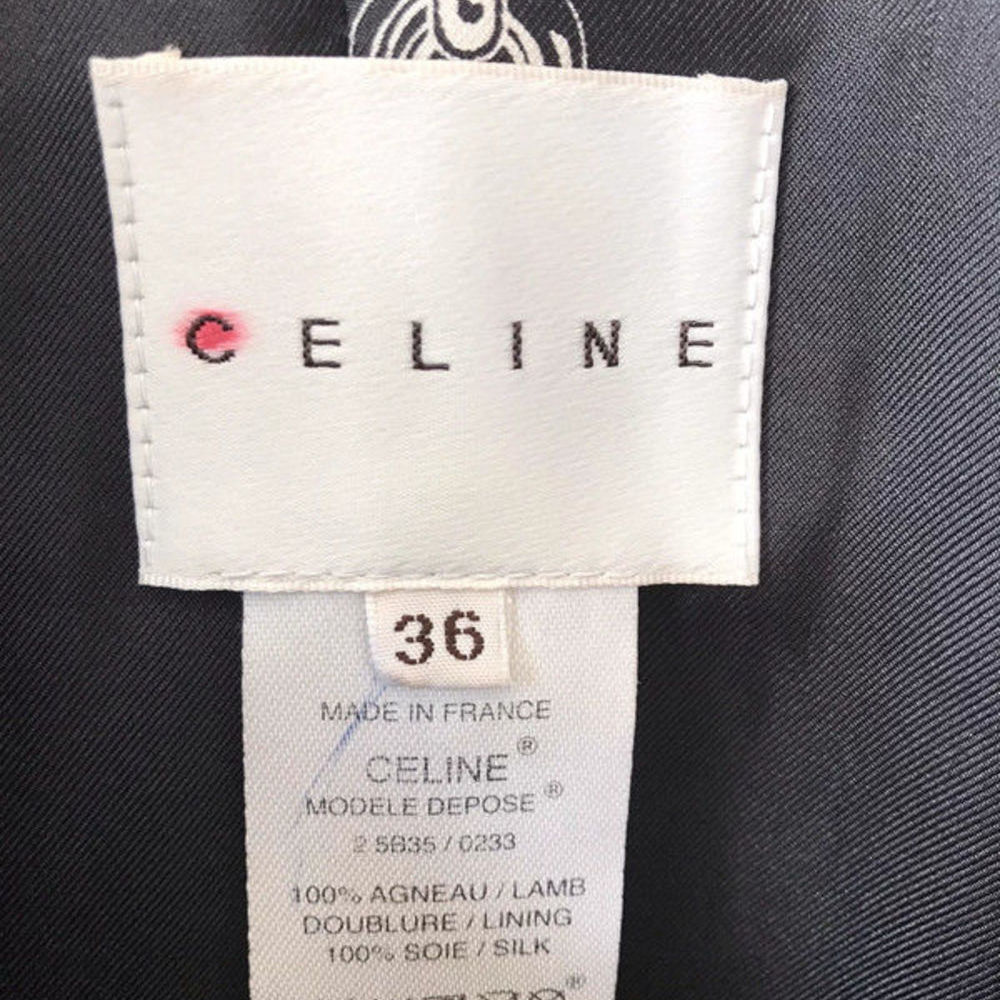 CELINE
36
MADE IN FRANCE
CELINE ®
MODELE DEPOSE ®
2 5B35 / 0233
100% AGNEAU / LAMB
DOUBLURE / LINING
100% SOIE / SILK